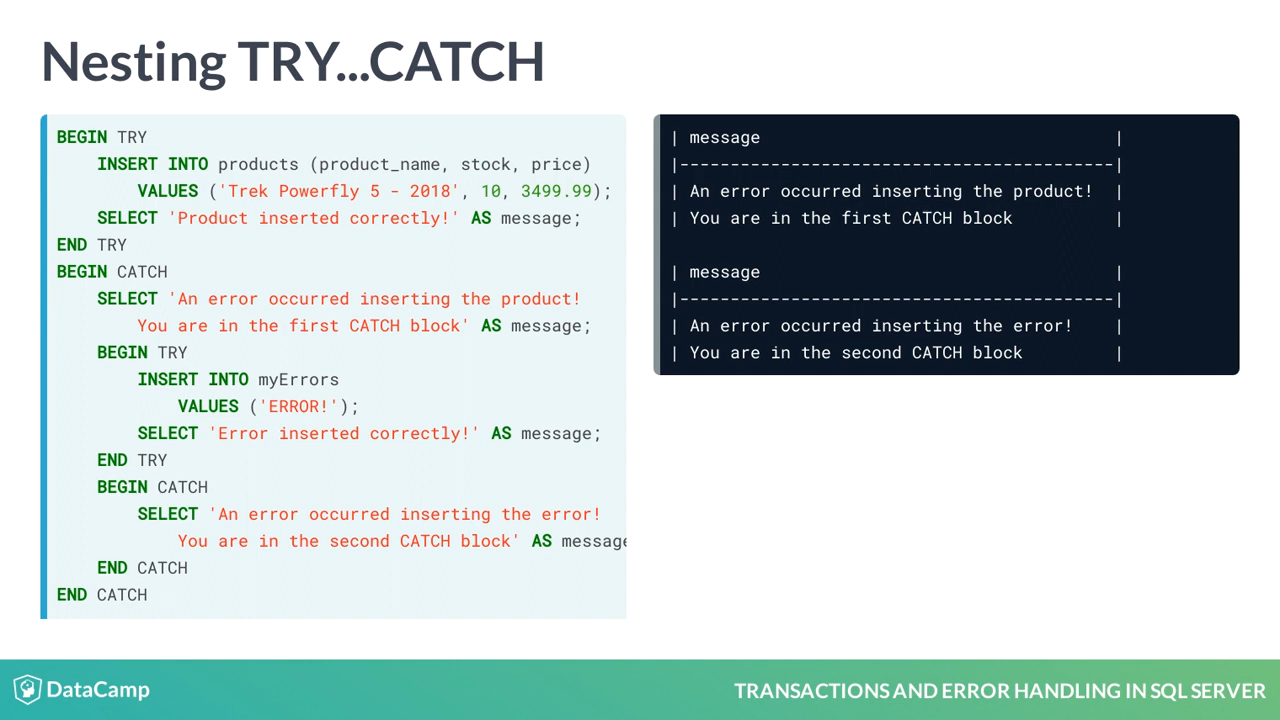 Nesting TRY...CATCH
BEGIN TRY
    INSERT INTO products (product_name, stock, price)
        VALUES ('Trek Powerfly 5 - 2018', 10, 3499.99);
    SELECT 'Product inserted correctly!' AS message;
END TRY
BEGIN CATCH
    SELECT 'An error occurred inserting the product!
        You are in the first CATCH block' AS message;
    BEGIN TRY
        INSERT INTO myErrors
            VALUES ('ERROR!');
        SELECT 'Error inserted correctly!' AS message;
    END TRY
    BEGIN CATCH
        SELECT 'An error occurred inserting the error!
            You are in the second CATCH block' AS message
    END CATCH
END CATCH
| message                                   |
|-------------------------------------------|
| An error occurred inserting the product!  |
| You are in the first CATCH block          |
| message                                   |
|-------------------------------------------|
| An error occurred inserting the error!    |
| You are in the second CATCH block         |
DataCamp
TRANSACTIONS AND ERROR HANDLING IN SQL SERVER